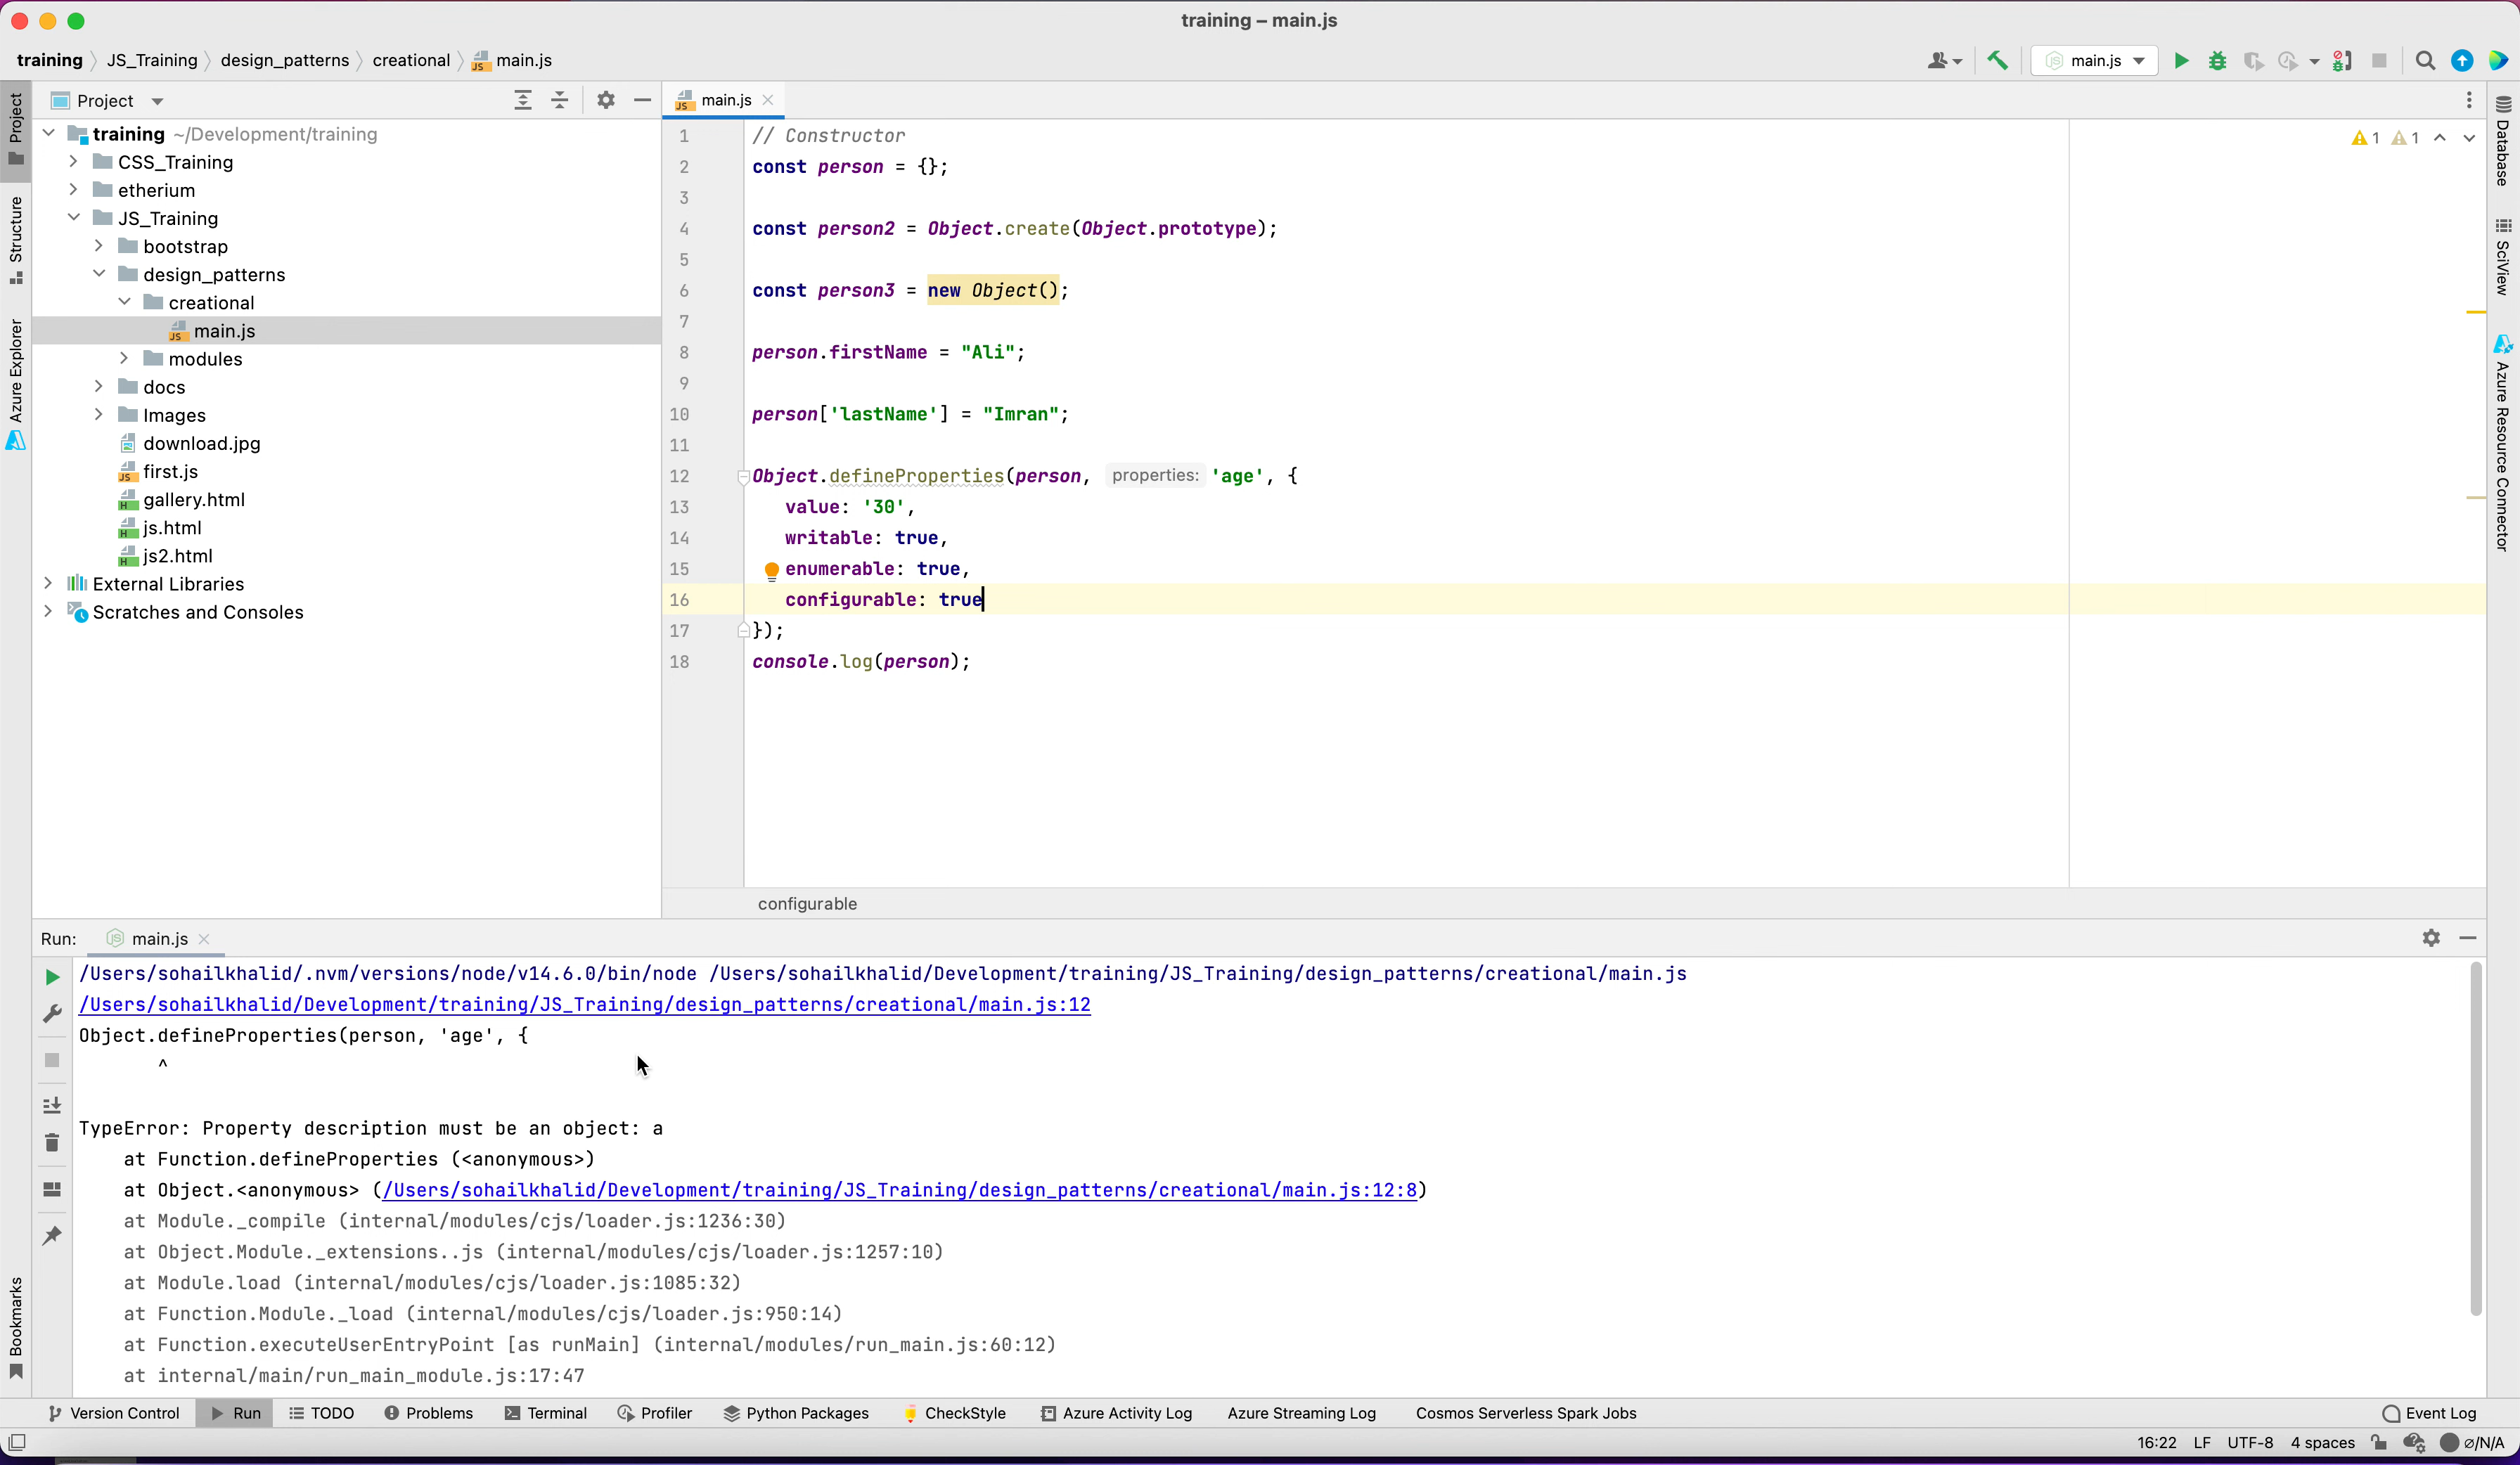 training – main.js
training JS_Training design_patterns creational main.js
main.js
Project
main.js
training ~/Development/training
CSS_Training
etherium
JS_Training
bootstrap
design_patterns
creational
main.js
modules
docs
Images
download.jpg
first.js
gallery.html
js.html
js2.html
External Libraries
Scratches and Consoles
Project
Structure
Azure Explorer
Bookmarks
1 // Constructor
2 const person = {};
3
4 const person2 = Object.create(Object.prototype);
5
6 const person3 = new Object();
7
8 person.firstName = "Ali";
9
10 person['lastName'] = "Imran";
11
12 Object.defineProperties(person, properties: 'age', {
13 value: '30',
14 writable: true,
15 enumerable: true,
16 configurable: true
17 });
18 console.log(person);
1 1
configurable
Database
SciView
Azure Resource Connector
Run: main.js
/Users/sohailkhalid/.nvm/versions/node/v14.6.0/bin/node /Users/sohailkhalid/Development/training/JS_Training/design_patterns/creational/main.js
/Users/sohailkhalid/Development/training/JS_Training/design_patterns/creational/main.js:12
Object.defineProperties(person, 'age', {
^
TypeError: Property description must be an object: a
at Function.defineProperties (<anonymous>)
at Object.<anonymous> (/Users/sohailkhalid/Development/training/JS_Training/design_patterns/creational/main.js:12:8)
at Module._compile (internal/modules/cjs/loader.js:1236:30)
at Object.Module._extensions..js (internal/modules/cjs/loader.js:1257:10)
at Module.load (internal/modules/cjs/loader.js:1085:32)
at Function.Module._load (internal/modules/cjs/loader.js:950:14)
at Function.executeUserEntryPoint [as runMain] (internal/modules/run_main.js:60:12)
at internal/main/run_main_module.js:17:47
Version Control Run TODO Problems Terminal Profiler Python Packages CheckStyle Azure Activity Log Azure Streaming Log Cosmos Serverless Spark Jobs Event Log
16:22 LF UTF-8 4 spaces ⌀/N/A